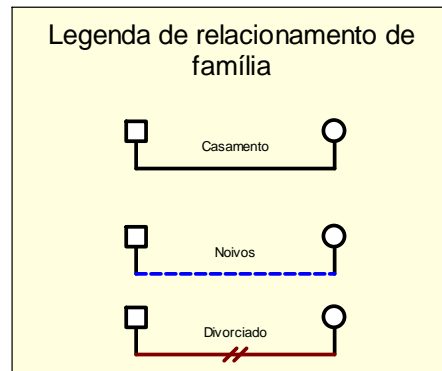 Legenda de relacionamento de
família
Casamento
Noivos
Divorciado